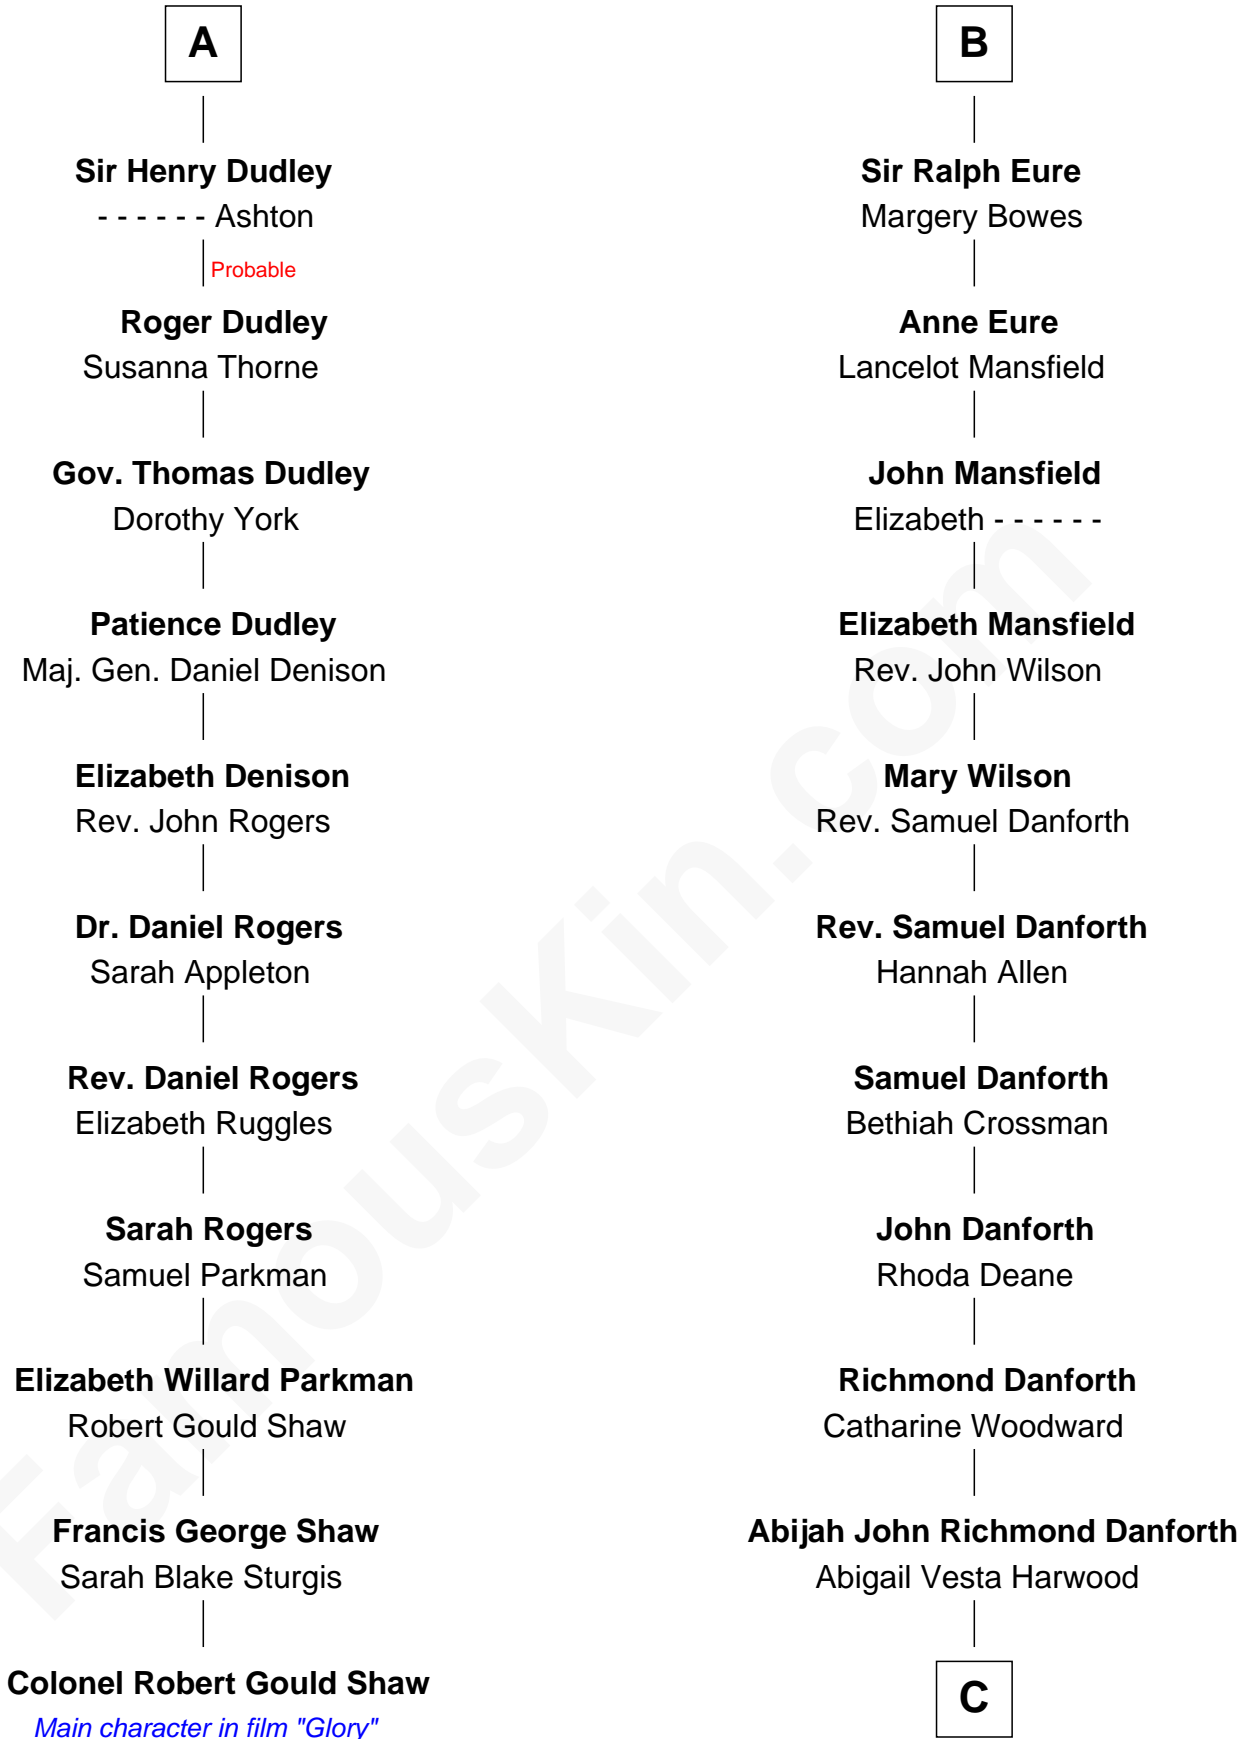 A
Sir Henry Dudley
- - - - - - Ashton
Probable
Roger Dudley
Susanna Thorne
Gov. Thomas Dudley
Dorothy York
Patience Dudley
Maj. Gen. Daniel Denison
Elizabeth Denison
Rev. John Rogers
Dr. Daniel Rogers
Sarah Appleton
Rev. Daniel Rogers
Elizabeth Ruggles
Sarah Rogers
Samuel Parkman
Elizabeth Willard Parkman
Robert Gould Shaw
Francis George Shaw
Sarah Blake Sturgis
Colonel Robert Gould Shaw
Main character in film "Glory"
B
Sir Ralph Eure
Margery Bowes
Anne Eure
Lancelot Mansfield
John Mansfield
Elizabeth - - - - - -
Elizabeth Mansfield
Rev. John Wilson
Mary Wilson
Rev. Samuel Danforth
Rev. Samuel Danforth
Hannah Allen
Samuel Danforth
Bethiah Crossman
John Danforth
Rhoda Deane
Richmond Danforth
Catharine Woodward
Abijah John Richmond Danforth
Abigail Vesta Harwood
C
FamousKin.com